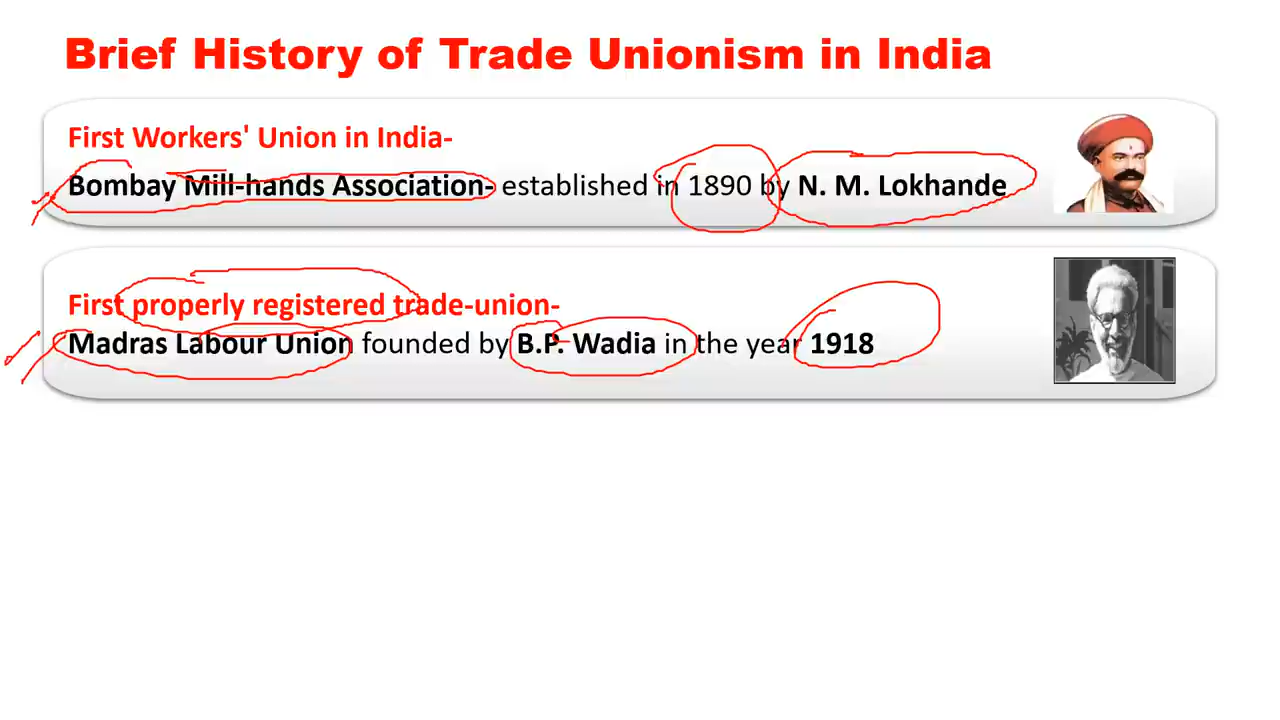 Brief History of Trade Unionism in India
First Workers' Union in India-
Bombay Mill-hands Association- established in 1890 by N. M. Lokhande
First properly registered trade-union-
Madras Labour Union founded by B.P. Wadia in the year 1918